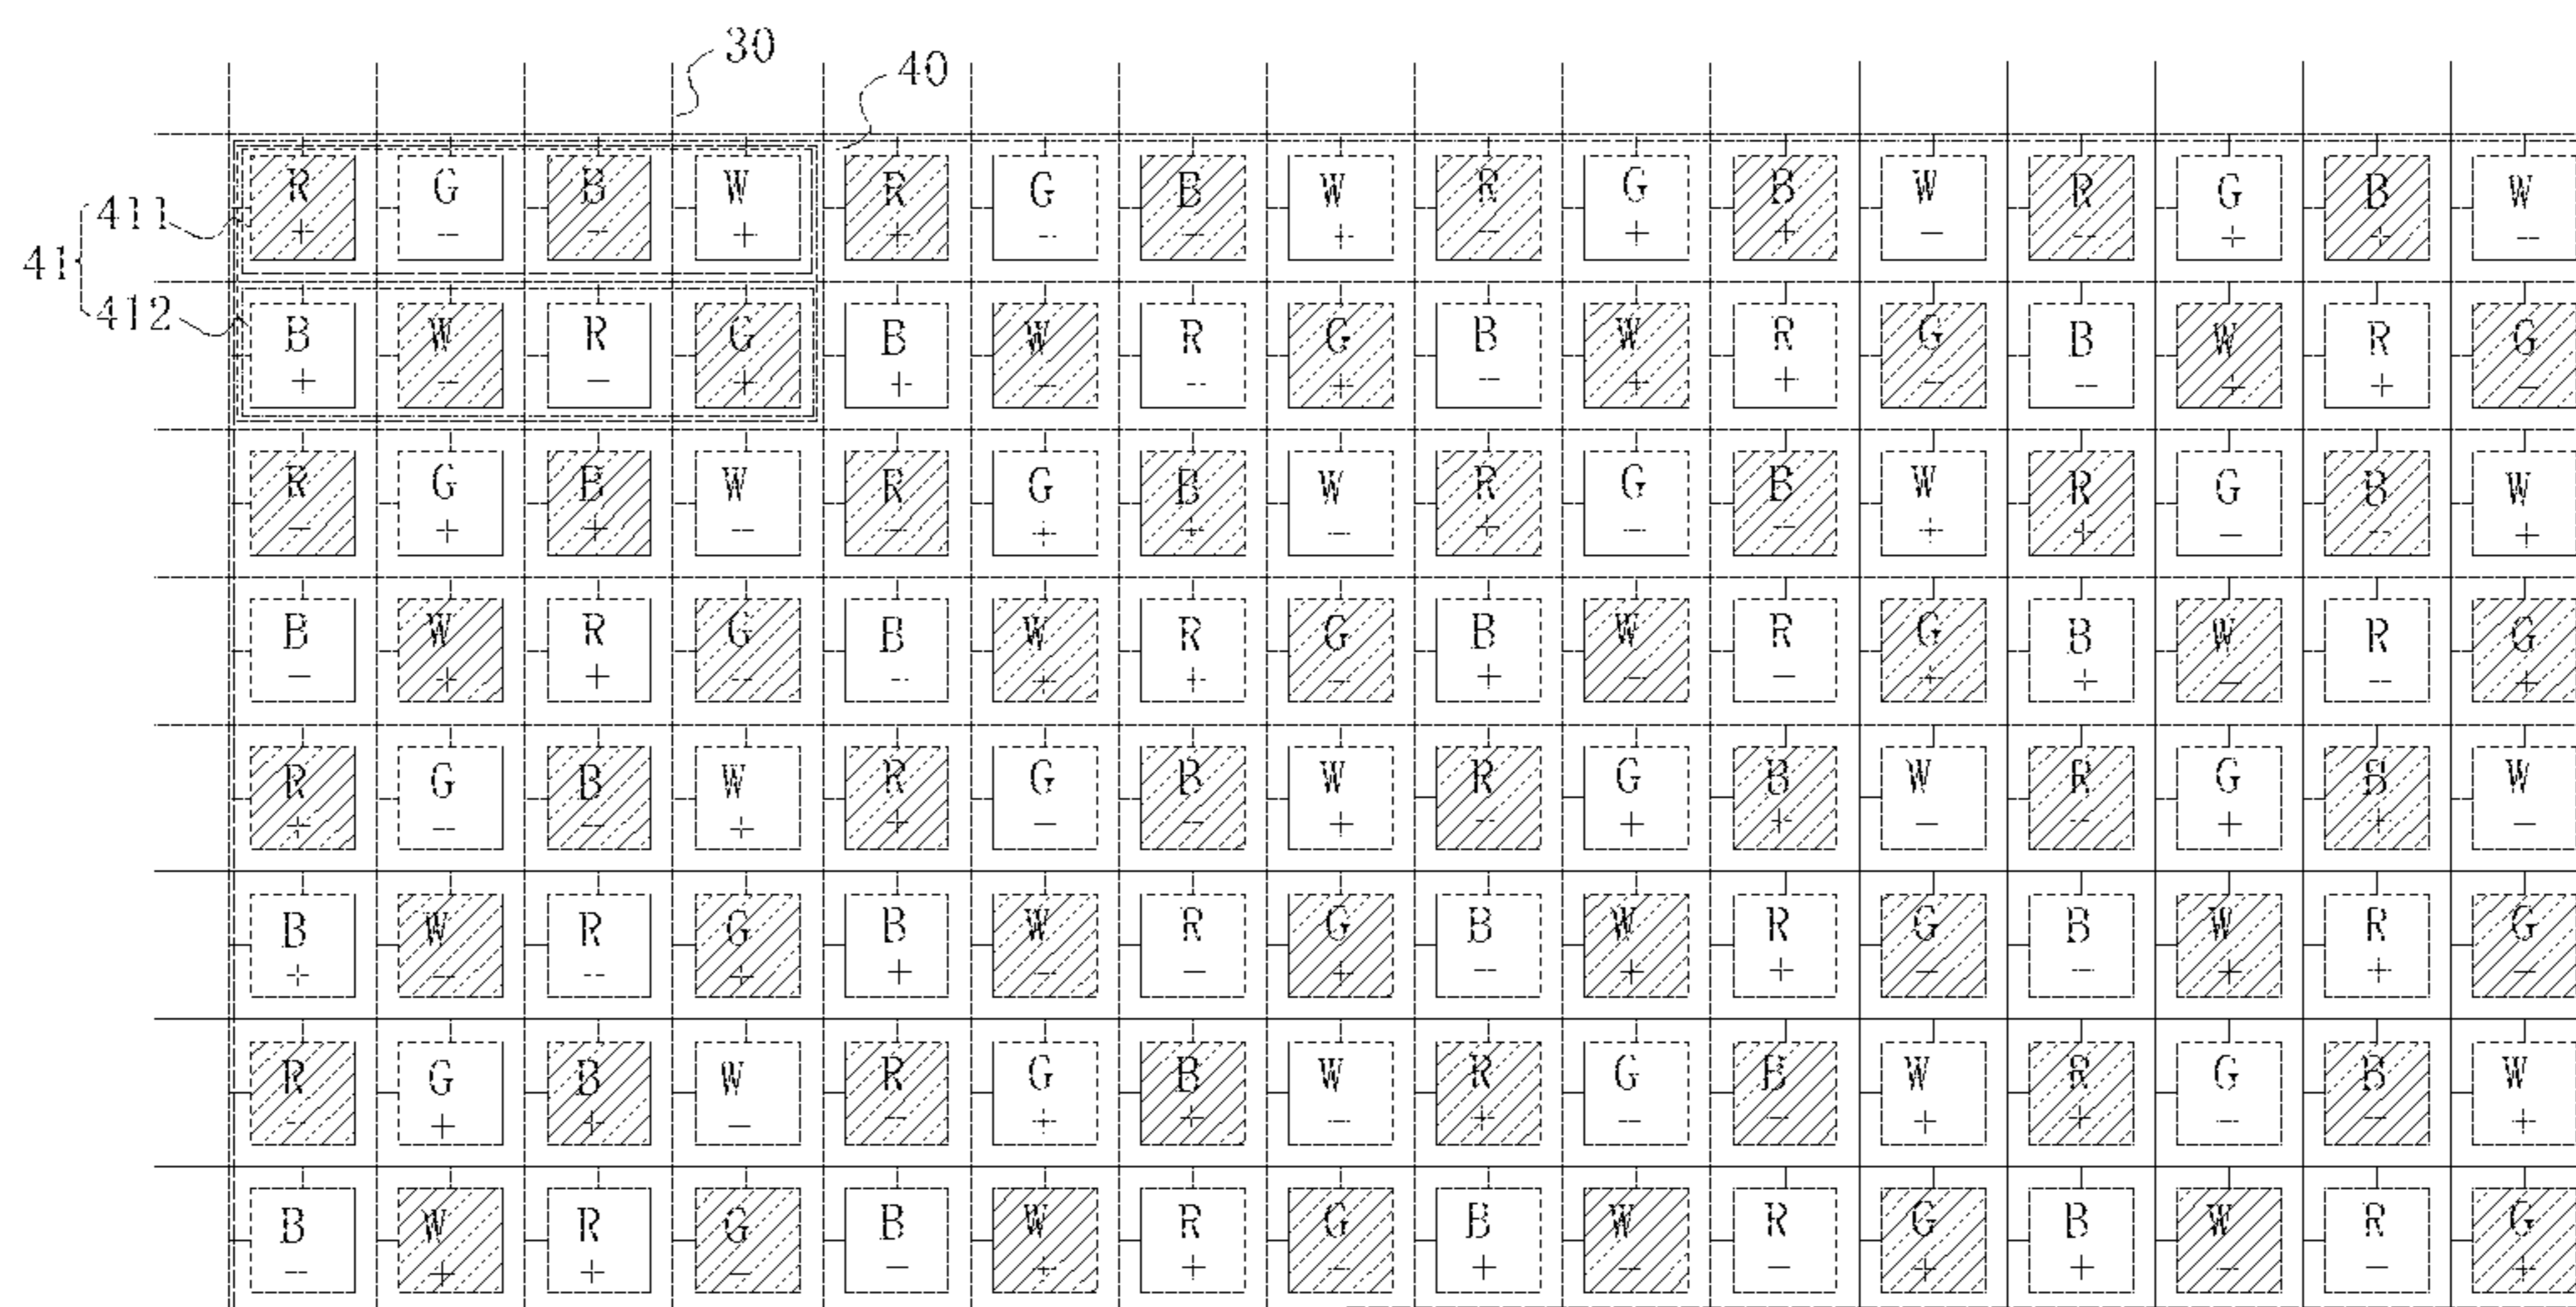 30
40
R G B W R G B W R G B W R G B W
+ - - + + - - + - + + - - + + -
411
41
412
B W R G B W R G B W R G B W R G
+ - - + + - - + - + + - - + + -
R G B W R G B W R G B W R G B W
- + + - - + + - + - - + + - - +
B W R G B W R G B W R G B W R G
- + + - - + + - + - - + + - - +
R G B W R G B W R G B W R G B W
+ - - + + - - + - + + - - + + -
B W R G B W R G B W R G B W R G
+ - - + + - - + - + + - - + + -
R G B W R G B W R G B W R G B W
- + + - - + + - + - - + + - - +
B W R G B W R G B W R G B W R G
- + + - - + + - + - - + + - - +